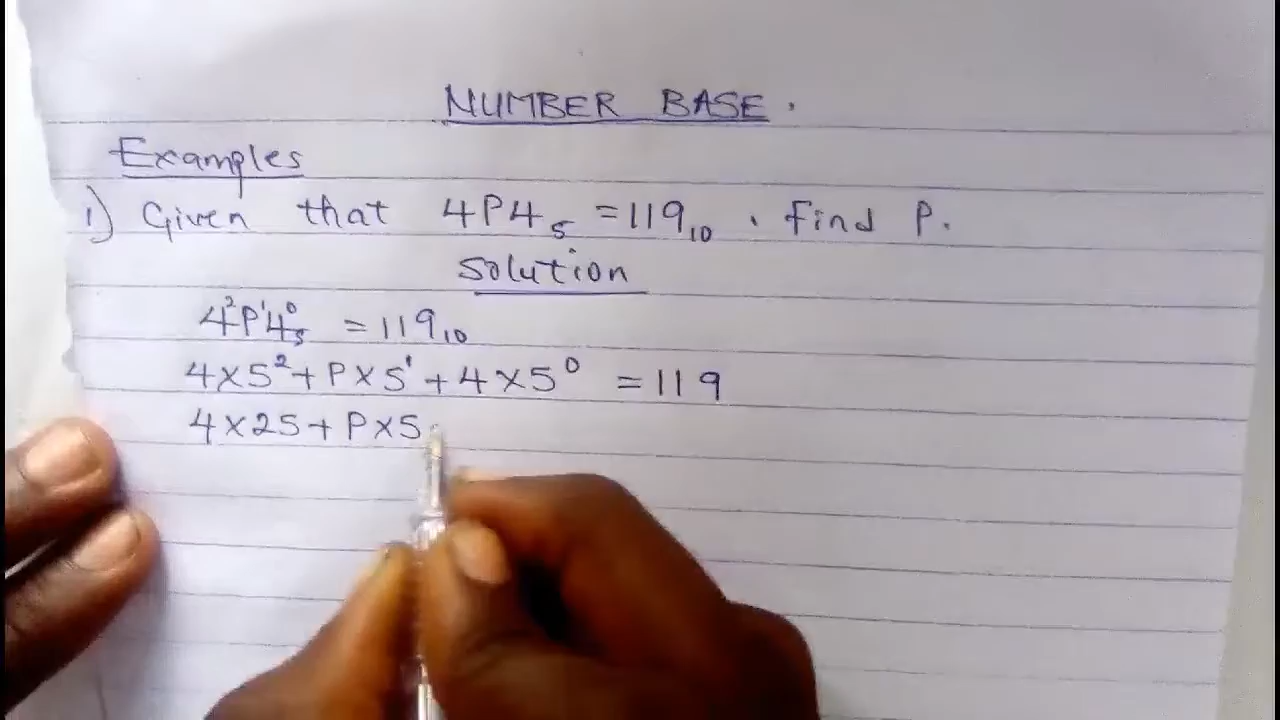 NUMBER BASE.
Examples
1) Given that 4P4₅ = 119₁₀. Find P.
Solution
4²P¹4⁰₅ = 119₁₀
4×5² + P×5¹ + 4×5⁰ = 119
4×25 + P×5